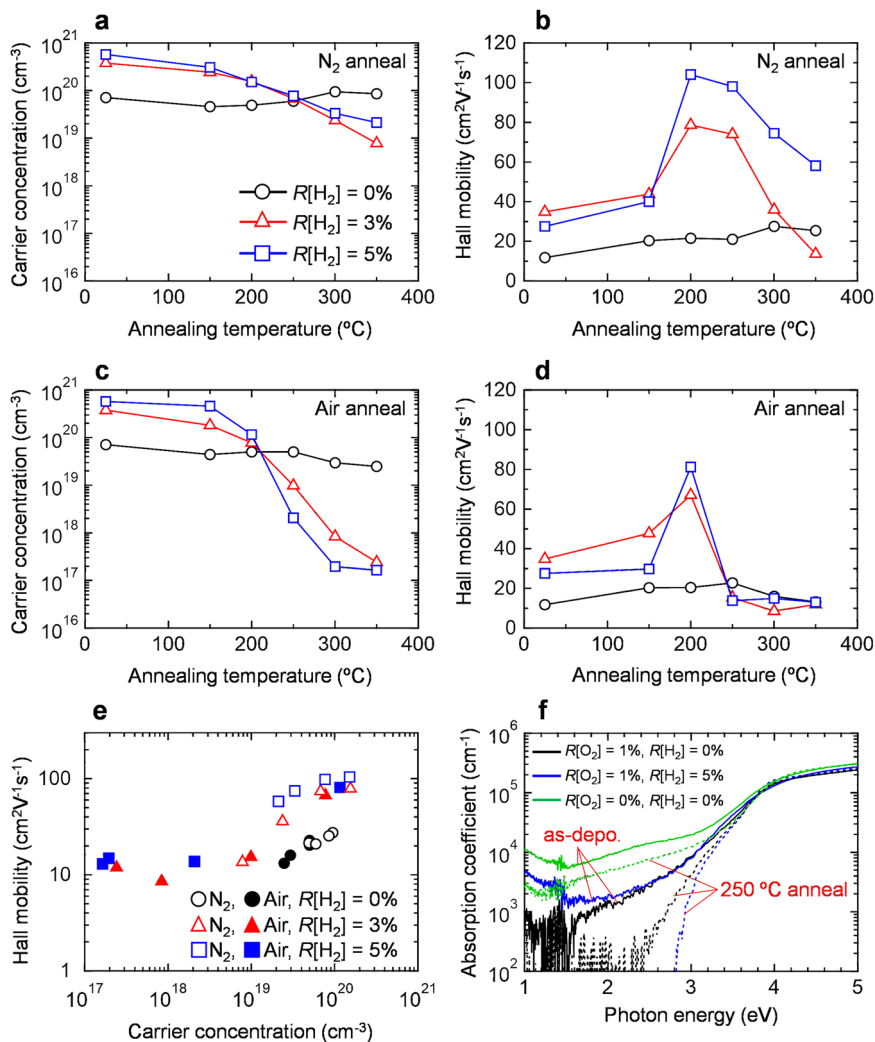 a
Carrier concentration (cm⁻³)
10²¹
10²⁰
10¹⁹
10¹⁸
10¹⁷
10¹⁶
N₂ anneal
R[H₂] = 0%
R[H₂] = 3%
R[H₂] = 5%
0 100 200 300 400
Annealing temperature (ºC)
b
Hall mobility (cm²V⁻¹s⁻¹)
120
100
80
60
40
20
0
N₂ anneal
0 100 200 300 400
Annealing temperature (ºC)
c
Carrier concentration (cm⁻³)
10²¹
10²⁰
10¹⁹
10¹⁸
10¹⁷
10¹⁶
Air anneal
0 100 200 300 400
Annealing temperature (ºC)
d
Hall mobility (cm²V⁻¹s⁻¹)
120
100
80
60
40
20
0
Air anneal
0 100 200 300 400
Annealing temperature (ºC)
e
Hall mobility (cm²V⁻¹s⁻¹)
100
10
1
N₂, Air, R[H₂] = 0%
N₂, Air, R[H₂] = 3%
N₂, Air, R[H₂] = 5%
10¹⁷ 10¹⁸ 10¹⁹ 10²⁰ 10²¹
Carrier concentration (cm⁻³)
f
Absorption coefficient (cm⁻¹)
10⁶
10⁵
10⁴
10³
10²
R[O₂] = 1%, R[H₂] = 0%
R[O₂] = 1%, R[H₂] = 5%
R[O₂] = 0%, R[H₂] = 0%
as-depo.
250 ºC anneal
1 2 3 4 5
Photon energy (eV)